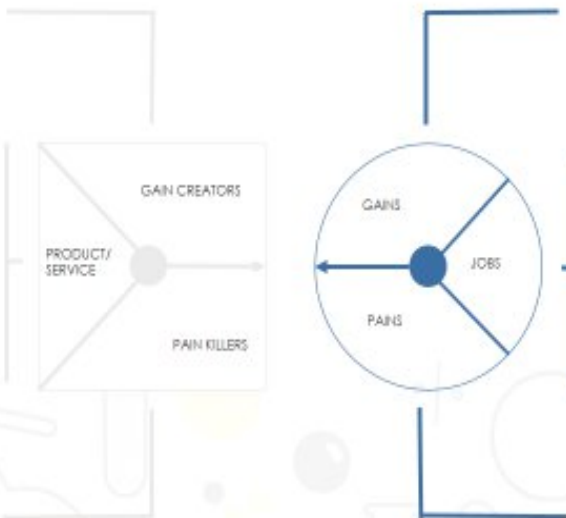 GAIN CREATORS
PRODUCT/
SERVICE
PAIN KILLERS
GAINS
JOBS
PAINS